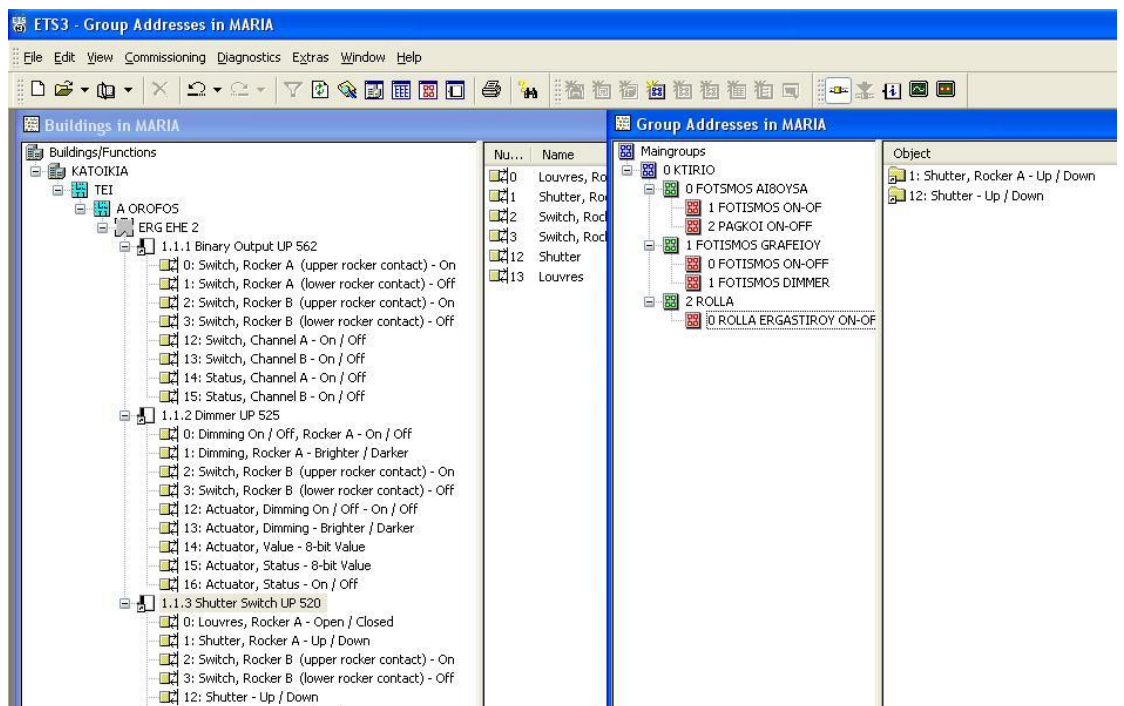 ETS3 - Group Addresses in MARIA
File Edit View Commissioning Diagnostics Extras Window Help
Buildings in MARIA
Buildings/Functions
KATOIKIA
TEI
A OROFOS
ERG EHE 2
1.1.1 Binary Output UP 562
0: Switch, Rocker A (upper rocker contact) - On
1: Switch, Rocker A (lower rocker contact) - Off
2: Switch, Rocker B (upper rocker contact) - On
3: Switch, Rocker B (lower rocker contact) - Off
12: Switch, Channel A - On / Off
13: Switch, Channel B - On / Off
14: Status, Channel A - On / Off
15: Status, Channel B - On / Off
1.1.2 Dimmer UP 525
0: Dimming On / Off, Rocker A - On / Off
1: Dimming, Rocker A - Brighter / Darker
2: Switch, Rocker B (upper rocker contact) - On
3: Switch, Rocker B (lower rocker contact) - Off
12: Actuator, Dimming On / Off - On / Off
13: Actuator, Dimming - Brighter / Darker
14: Actuator, Value - 8-bit Value
15: Actuator, Status - 8-bit Value
16: Actuator, Status - On / Off
1.1.3 Shutter Switch UP 520
0: Louvres, Rocker A - Open / Closed
1: Shutter, Rocker A - Up / Down
2: Switch, Rocker B (upper rocker contact) - On
3: Switch, Rocker B (lower rocker contact) - Off
12: Shutter - Up / Down
Nu... Name
0 Louvres, Ro
1 Shutter, Ro
2 Switch, Rock
3 Switch, Rock
12 Shutter
13 Louvres
Group Addresses in MARIA
Maingroups
0 KTIRIO
0 FOTSMOS AI8OYSA
1 FOTISMOS ON-OF
2 PAGKOI ON-OFF
1 FOTISMOS GRAFEIOY
0 FOTISMOS ON-OFF
1 FOTISMOS DIMMER
2 ROLLA
0 ROLLA ERGASTIROY ON-OF
Object
1: Shutter, Rocker A - Up / Down
12: Shutter - Up / Down